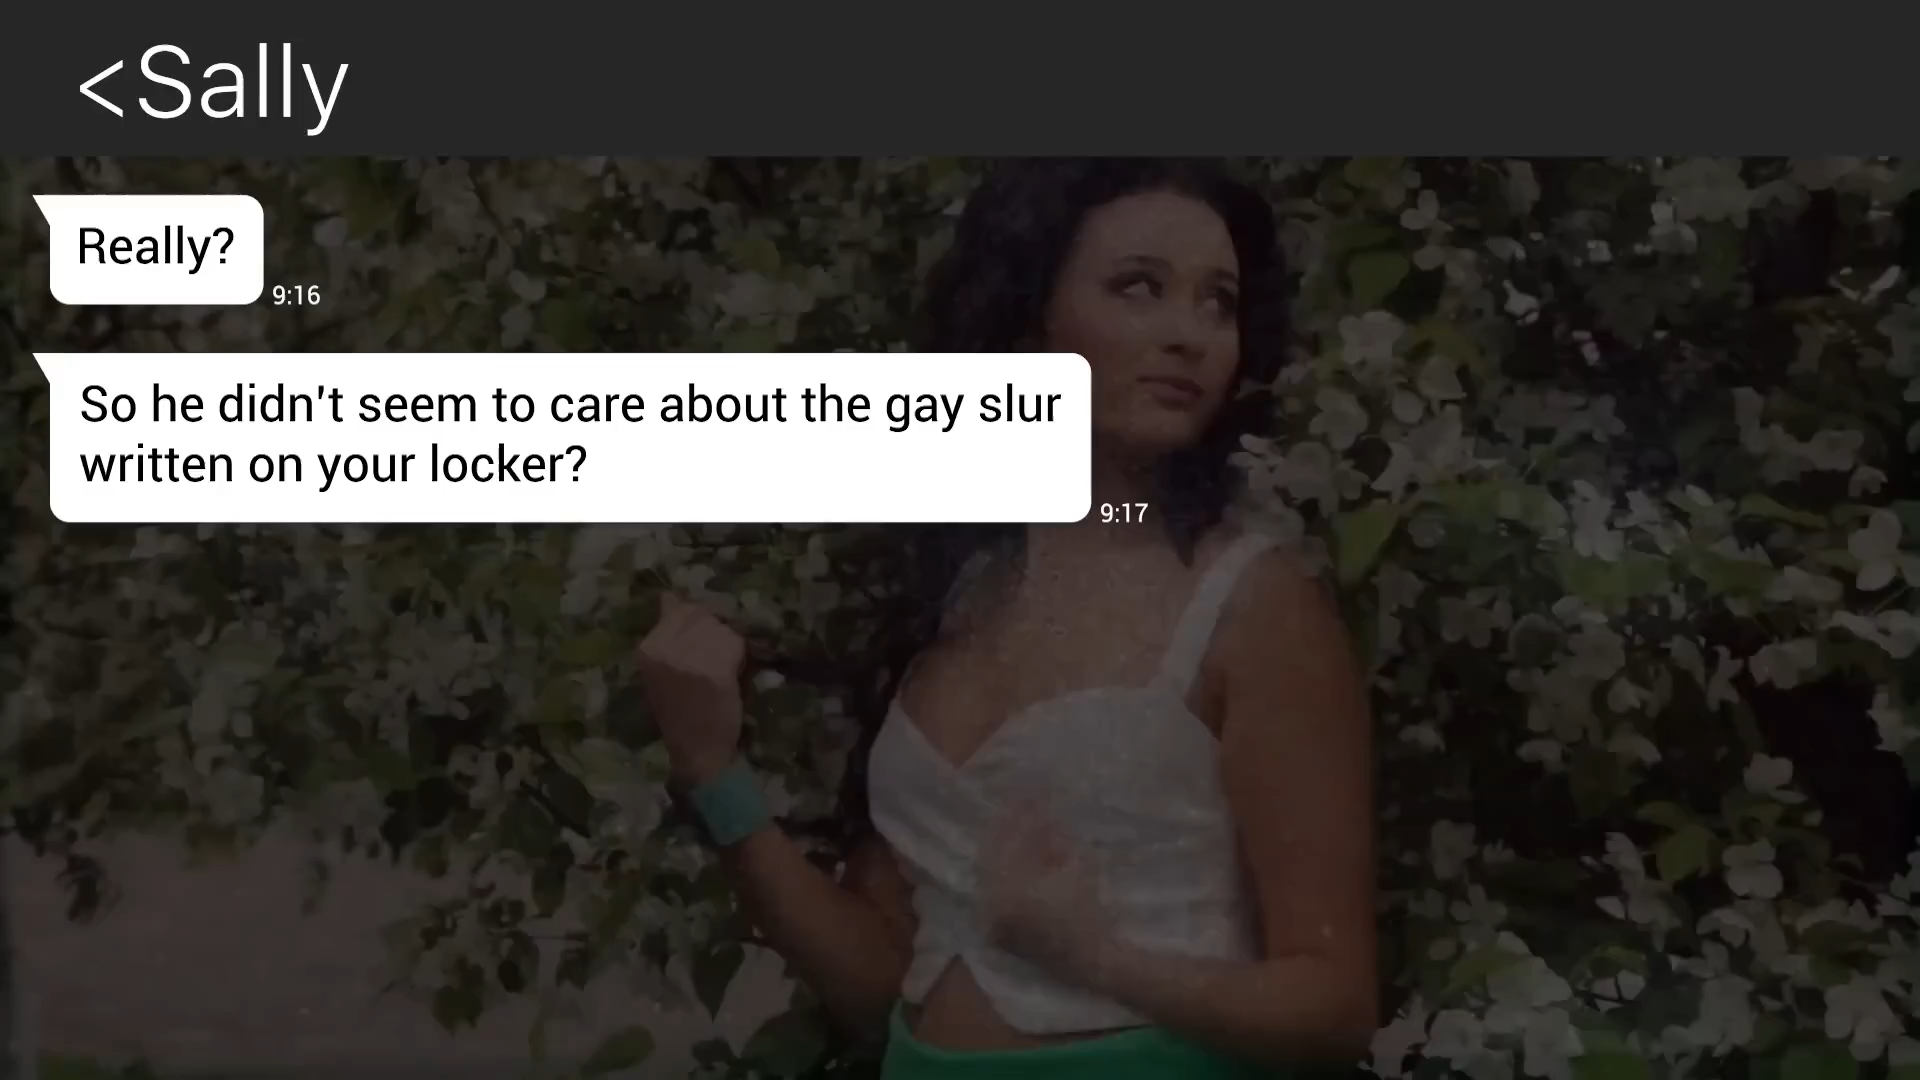 <Sally
Really?
9:16
So he didn't seem to care about the gay slur
written on your locker?
9:17